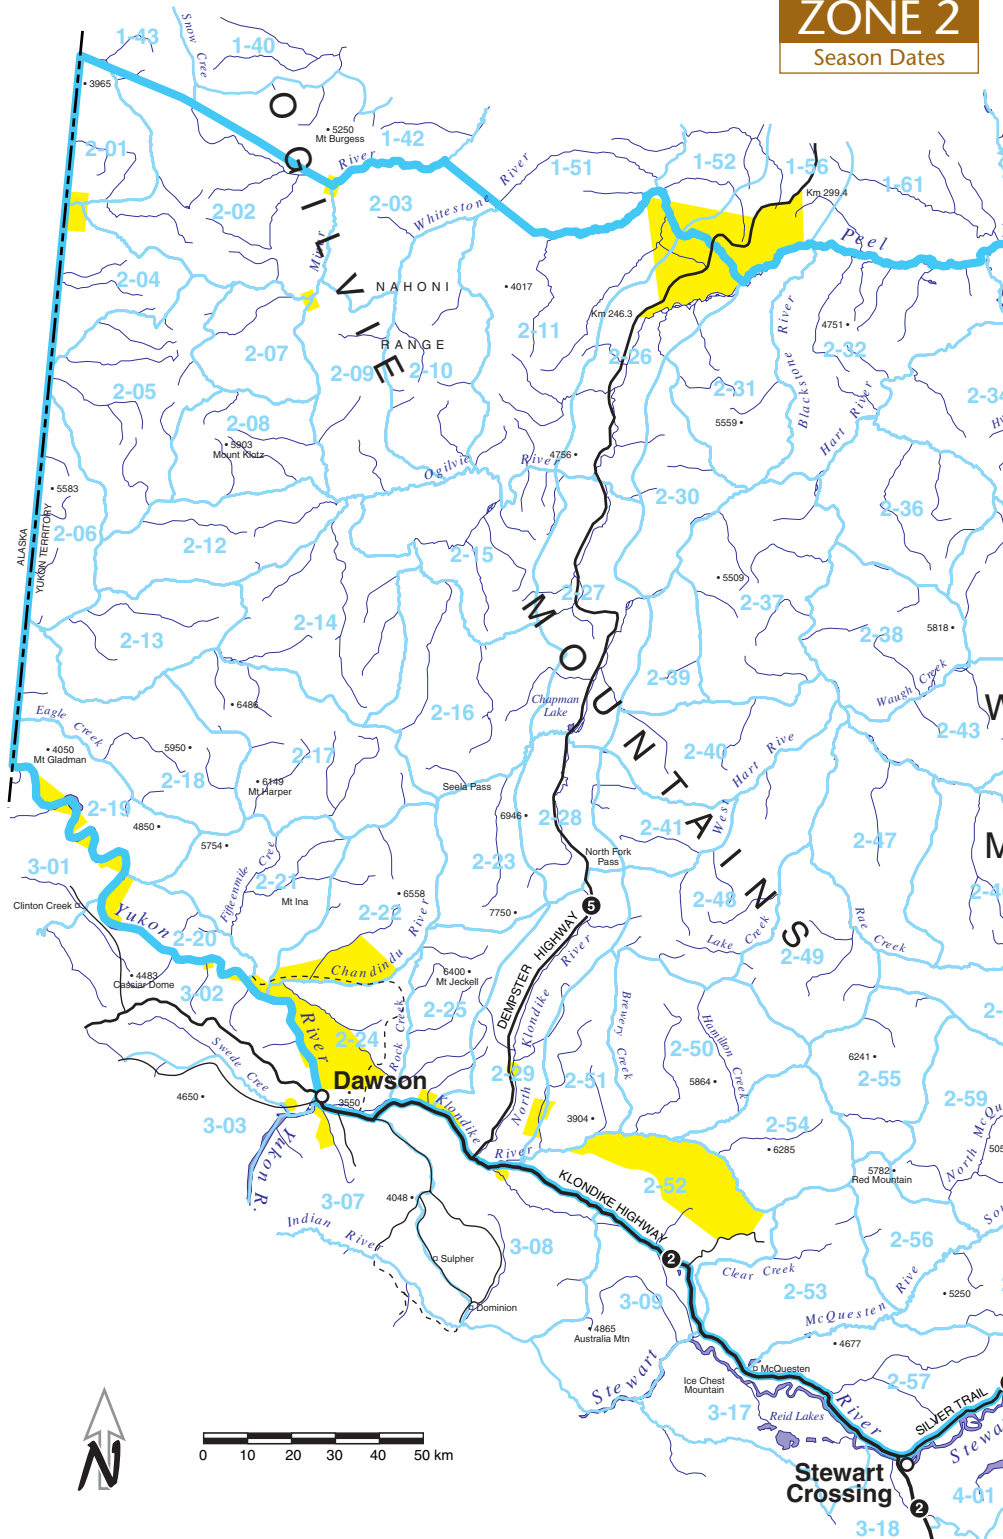 ZONE 2
Season Dates
1-43
1-40
Snow Cree
3965
OGILVIE
5250
Mt Burgess
1-42
River
2-01
1-51
1-52
1-56
1-61
River
Km 299.4
2-02
2-03
Whitestone
Peel
Miner
2-04
NAHONI
4017
River
Km 246.3
2-11
4751
2-07
RANGE
2-26
2-32
2-09
2-10
2-05
2-31
Blackstone
Hart River
2-34
2-08
5903
Mount Klotz
5559
Ogilvie
River
4756
5583
2-30
2-36
2-06
ALASKA
YUKON TERRITORY
2-12
2-15
5509
2-27
2-37
MOUNTAINS
2-13
2-14
2-38
5818
2-39
Waugh Creek
6486
Chapman
Lake
2-16
Eagle Creek
2-43
W
4050
Mt Gladman
5950
2-17
2-40
West Hart Rive
2-18
6149
Mt Harper
Seela Pass
2-19
4850
6946
2-28
2-41
2-47
5754
North Fork
Pass
M
3-01
2-23
Fifteenmile Cree
2-21
Mt Ina
6558
2-48
Clinton Creek
Yukon
2-22
7750
5
Rae Creek
2-20
River
DEMPSTER HIGHWAY
River
Lake Creek
2-49
Chandindu
6400
Mt Jeckell
4483
Cassiar Dome
3-02
2-25
River
2-24
Rock Creek
Klondike
Brewery Creek
Hamilton Creek
2-50
Swede Cree
6241
2-55
Dawson
2-29
2-51
5864
2-59
4650
3550
Klondike
North
3904
3-03
2-54
North McQu
Yukon R.
River
6285
5782
Red Mountain
3-07
4048
KLONDIKE HIGHWAY
2-52
Indian River
3-08
2-56
Sulpher
2
Clear Creek
2-53
Dominion
3-09
McQuesten Rive
5250
4865
Australia Mtn
4677
Stewart
McQuesten
Ice Chest
Mountain
2-57
3-17
Reid Lakes
River
SILVER TRAIL
Stewa
N
0 10 20 30 40 50 km
Stewart
Crossing
4-01
2
3-18